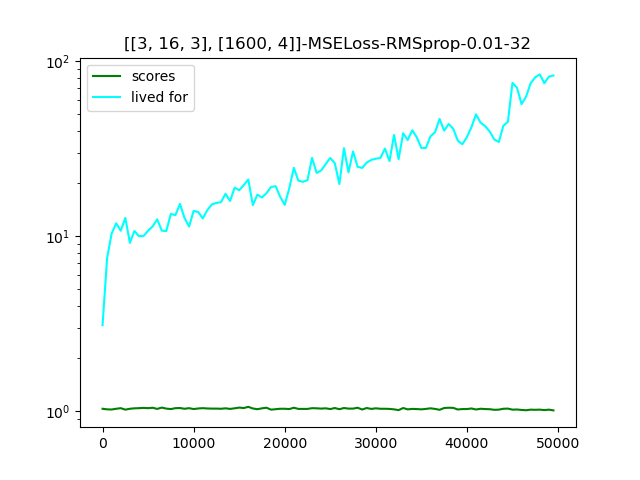 [[3, 16, 3], [1600, 4]]-MSELoss-RMSprop-0.01-32
10²
scores
lived for
10¹
10⁰
0 10000 20000 30000 40000 50000